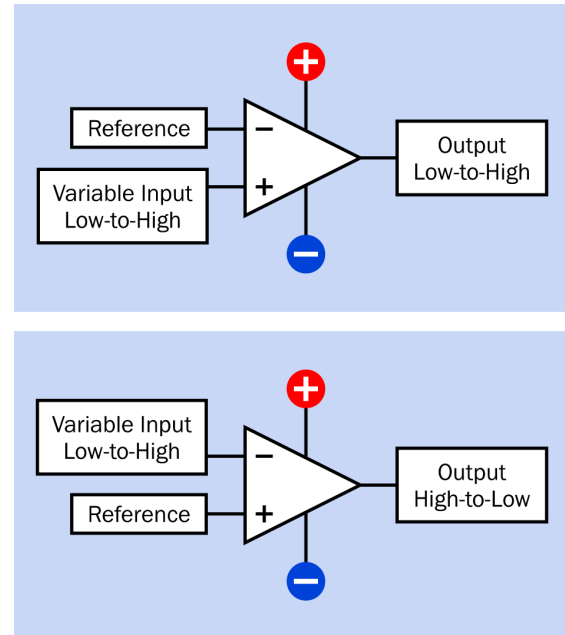 +
Reference
−
Output
Low-to-High
Variable Input
Low-to-High
+
−
+
Variable Input
Low-to-High
−
Output
High-to-Low
Reference
+
−